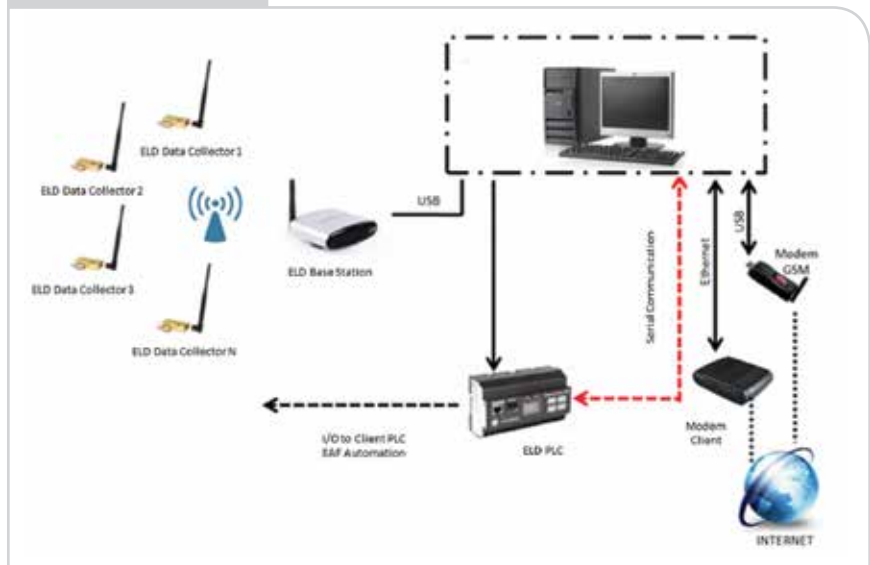 ELD Data Collector 1
ELD Data Collector 2
ELD Data Collector 3
ELD Data Collector N
ELD Base Station
USB
Serial Communication
Ethernet
USB
Modem
GSM
I/O to Client PLC
EAF Automation
ELD PLC
Modem
Client
INTERNET